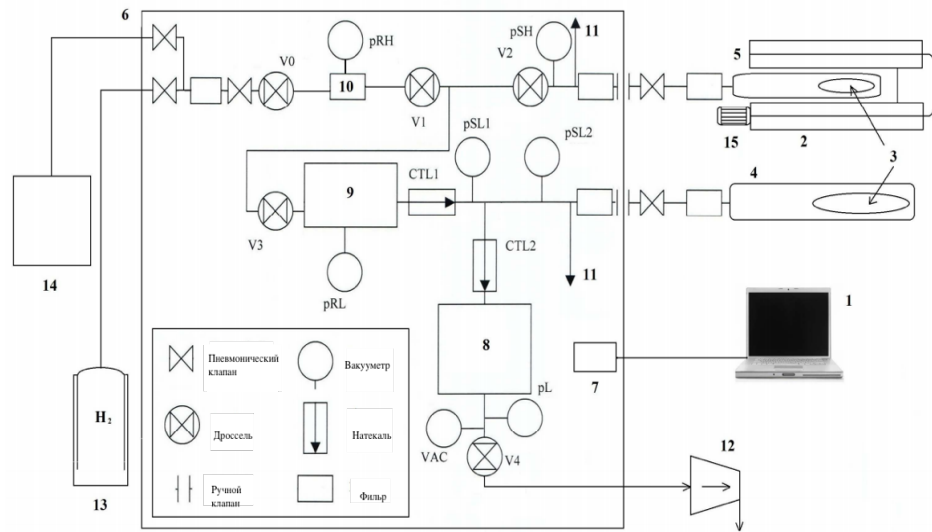 6
V0
pRH
10
V1
V2
pSH
11
5
15
2
3
4
14
V3
9
pRL
CTL1
pSL1
pSL2
CTL2
11
8
7
1
pL
VAC
V4
12
H₂
13
Пневмонический
клапан
Вакууметр
Дроссель
Натекаль
Ручной
клапан
Фильр